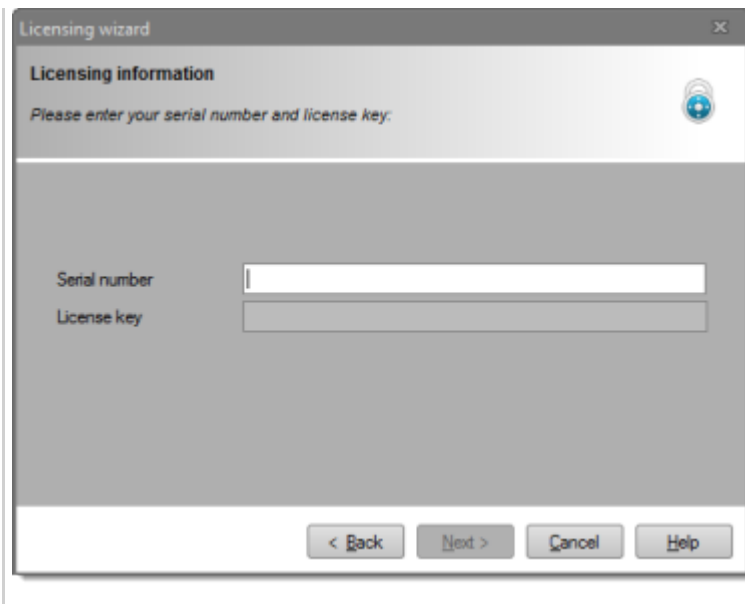 Licensing wizard
Licensing information
Please enter your serial number and license key:
Serial number
License key
< Back Next > Cancel Help